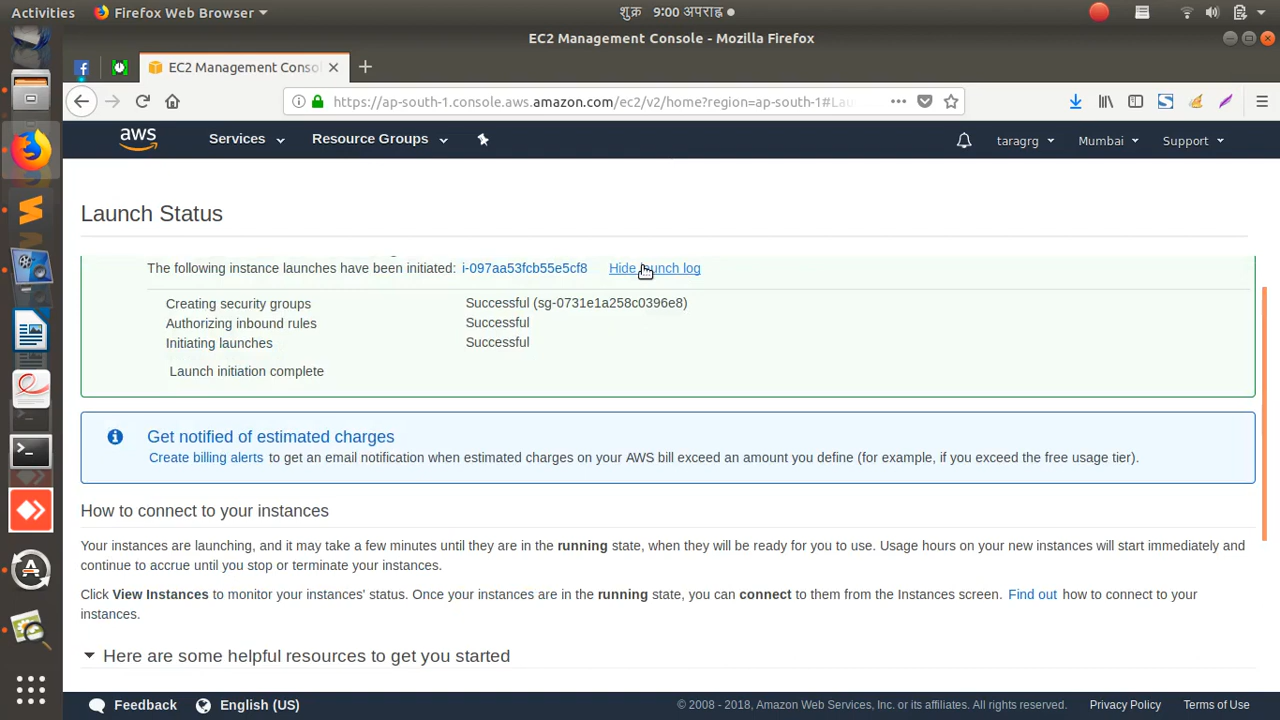 Activities Firefox Web Browser शुक्र 9:00 अपराह्न
EC2 Management Console - Mozilla Firefox
EC2 Management Conso
https://ap-south-1.console.aws.amazon.com/ec2/v2/home?region=ap-south-1#Lau
aws Services Resource Groups taragrg Mumbai Support
Launch Status
The following instance launches have been initiated: i-097aa53fcb55e5cf8 Hide launch log
Creating security groups Successful (sg-0731e1a258c0396e8)
Authorizing inbound rules Successful
Initiating launches Successful
Launch initiation complete
Get notified of estimated charges
Create billing alerts to get an email notification when estimated charges on your AWS bill exceed an amount you define (for example, if you exceed the free usage tier).
How to connect to your instances
Your instances are launching, and it may take a few minutes until they are in the running state, when they will be ready for you to use. Usage hours on your new instances will start immediately and
continue to accrue until you stop or terminate your instances.
Click View Instances to monitor your instances' status. Once your instances are in the running state, you can connect to them from the Instances screen. Find out how to connect to your
instances.
Here are some helpful resources to get you started
Feedback English (US) © 2008 - 2018, Amazon Web Services, Inc. or its affiliates. All rights reserved. Privacy Policy Terms of Use